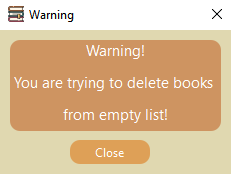 Warning
Warning!
You are trying to delete books
from empty list!
Close